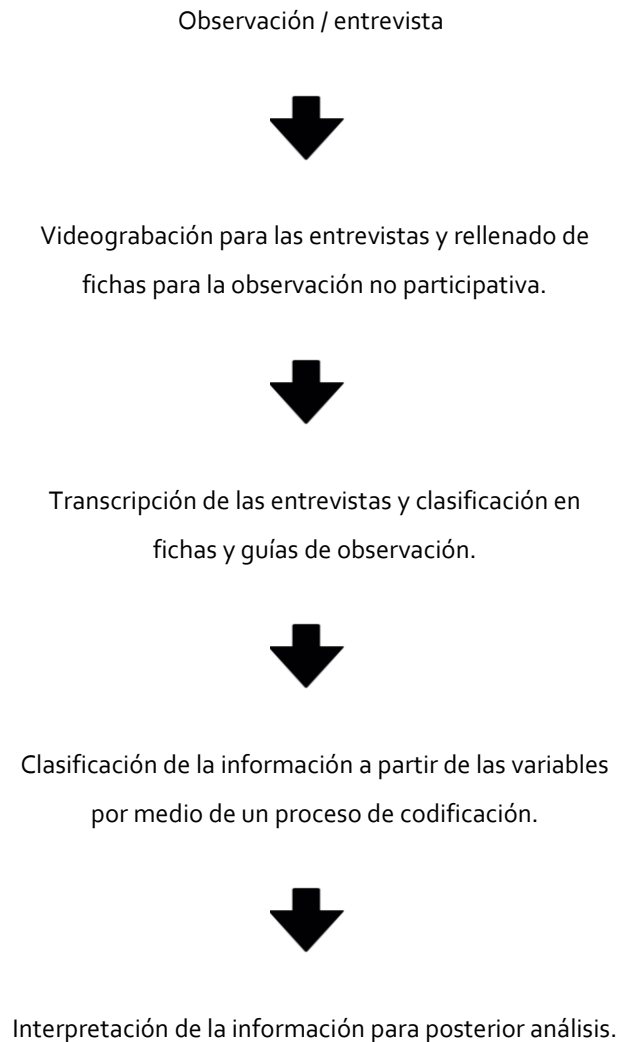 Observación / entrevista
Videograbación para las entrevistas y rellenado de
fichas para la observación no participativa.
Transcripción de las entrevistas y clasificación en
fichas y guías de observación.
Clasificación de la información a partir de las variables
por medio de un proceso de codificación.
Interpretación de la información para posterior análisis.